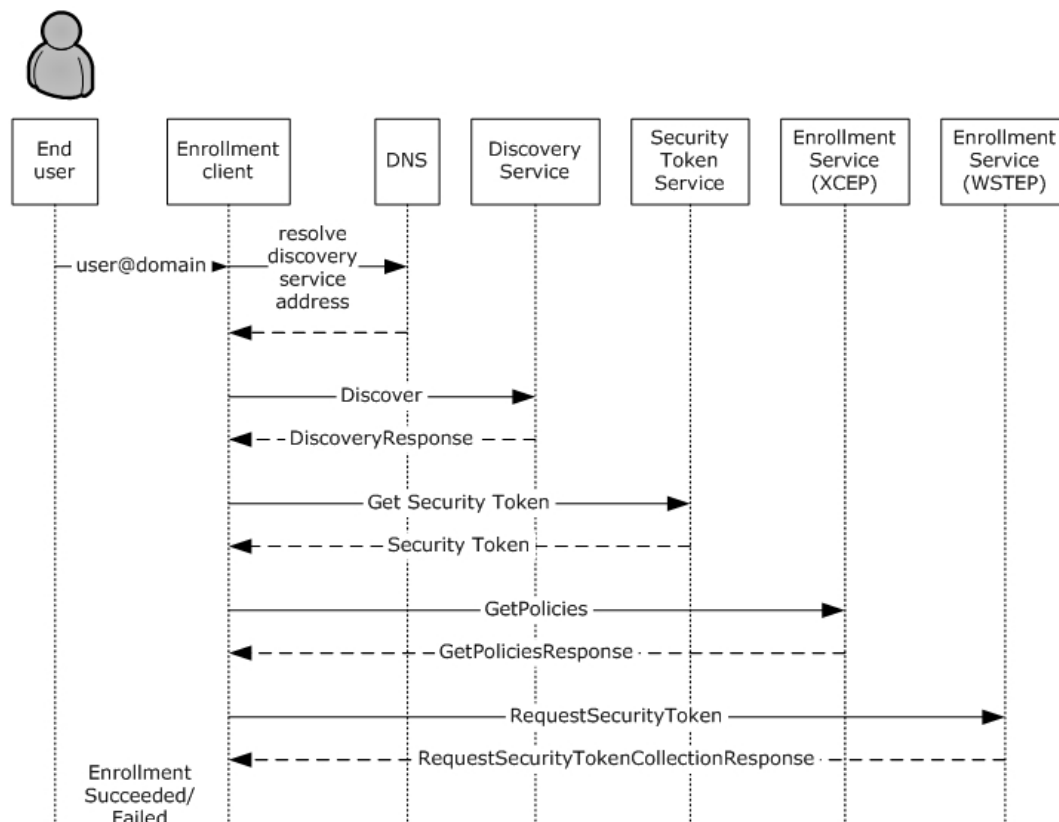 End
user
Enrollment
client
DNS
Discovery
Service
Security
Token
Service
Enrollment
Service
(XCEP)
Enrollment
Service
(WSTEP)
user@domain
resolve
discovery
service
address
Discover
DiscoveryResponse
Get Security Token
Security Token
GetPolicies
GetPoliciesResponse
RequestSecurityToken
RequestSecurityTokenCollectionResponse
Enrollment
Succeeded/
Failed